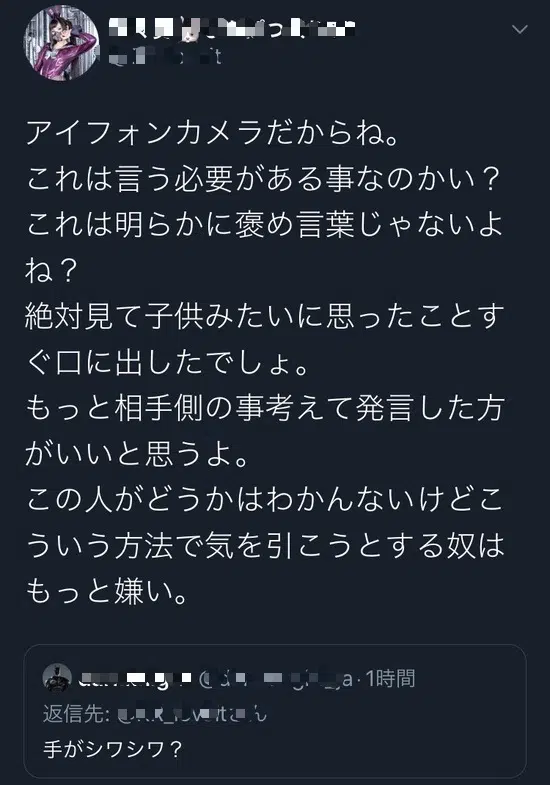 アイフォンカメラだからね。
これは言う必要がある事なのかい？
これは明らかに褒め言葉じゃないよ
ね？
絶対見て子供みたいに思ったことす
ぐ口に出したでしょ。
もっと相手側の事考えて発言した方
がいいと思うよ。
この人がどうかはわかんないけどこ
ういう方法で気を引こうとする奴は
もっと嫌い。
·1時間
返信先:
手がシワシワ？